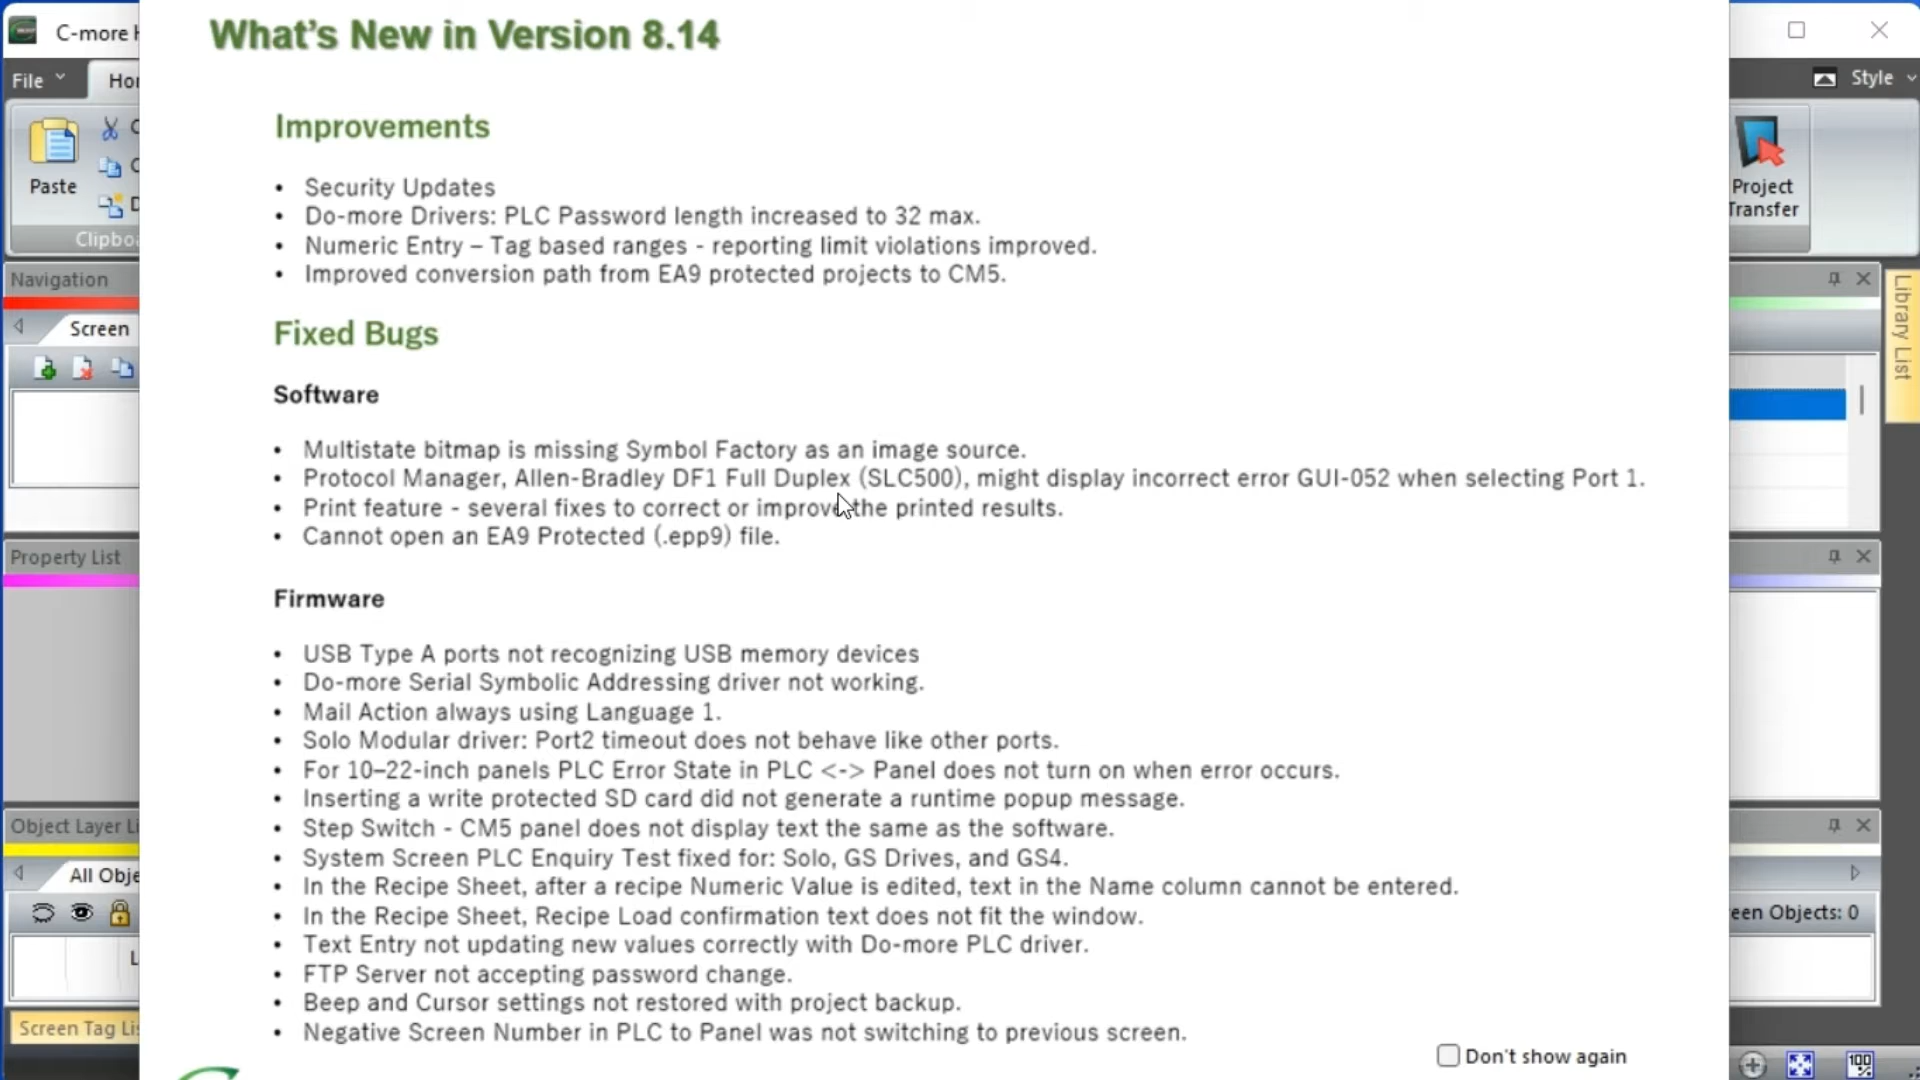 What's New in Version 8.14
C-more
File
Style
Paste
Project
Transfer
Navigation
Screen
Property List
Object Layer
All
Screen Tag
Library List
Objects: 0
100
%
Improvements
• Security Updates
• Do-more Drivers: PLC Password length increased to 32 max.
• Numeric Entry – Tag based ranges - reporting limit violations improved.
• Improved conversion path from EA9 protected projects to CM5.
Fixed Bugs
Software
• Multistate bitmap is missing Symbol Factory as an image source.
• Protocol Manager, Allen-Bradley DF1 Full Duplex (SLC500), might display incorrect error GUI-052 when selecting Port 1.
• Print feature - several fixes to correct or improve the printed results.
• Cannot open an EA9 Protected (.epp9) file.
Firmware
• USB Type A ports not recognizing USB memory devices
• Do-more Serial Symbolic Addressing driver not working.
• Mail Action always using Language 1.
• Solo Modular driver: Port2 timeout does not behave like other ports.
• For 10–22-inch panels PLC Error State in PLC <-> Panel does not turn on when error occurs.
• Inserting a write protected SD card did not generate a runtime popup message.
• Step Switch - CM5 panel does not display text the same as the software.
• System Screen PLC Enquiry Test fixed for: Solo, GS Drives, and GS4.
• In the Recipe Sheet, after a recipe Numeric Value is edited, text in the Name column cannot be entered.
• In the Recipe Sheet, Recipe Load confirmation text does not fit the window.
• Text Entry not updating new values correctly with Do-more PLC driver.
• FTP Server not accepting password change.
• Beep and Cursor settings not restored with project backup.
• Negative Screen Number in PLC to Panel was not switching to previous screen.
Don't show again